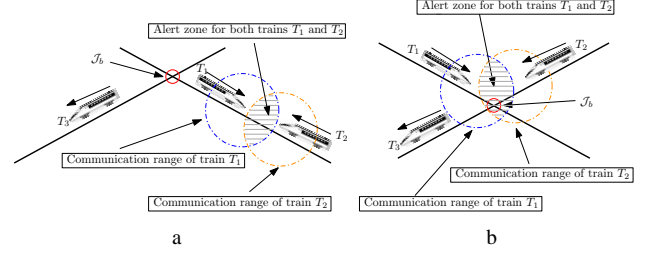 Alert zone for both trains T₁ and T₂
𝒥_b
T₁
T₃
T₂
Communication range of train T₁
Communication range of train T₂
a
Alert zone for both trains T₁ and T₂
T₁
T₂
𝒥_b
T₃
Communication range of train T₂
Communication range of train T₁
b